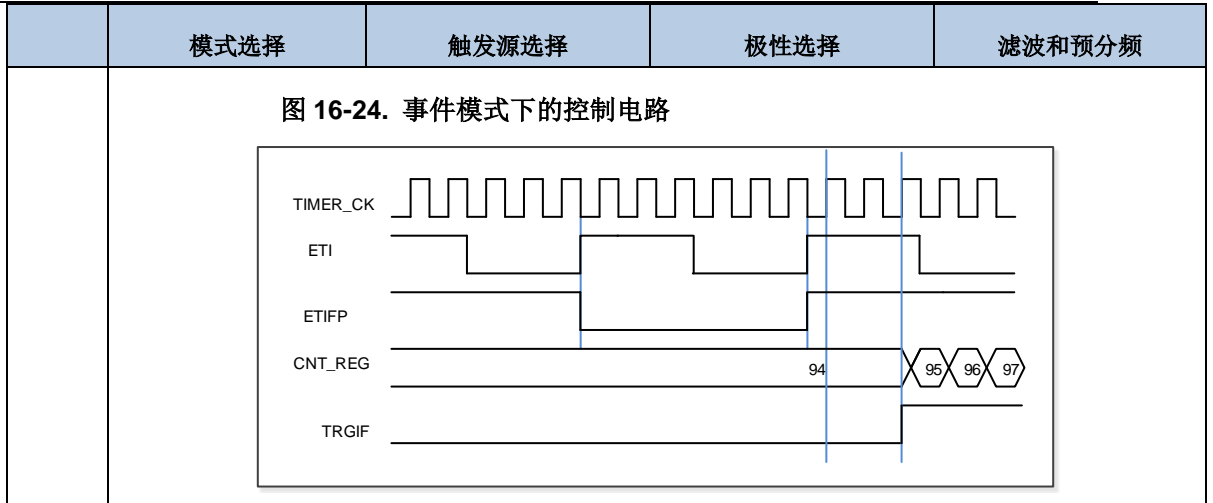 模式选择 触发源选择 极性选择 滤波和预分频
图 16-24. 事件模式下的控制电路
TIMER_CK
ETI
ETIFP
CNT_REG 94 95 96 97
TRGIF